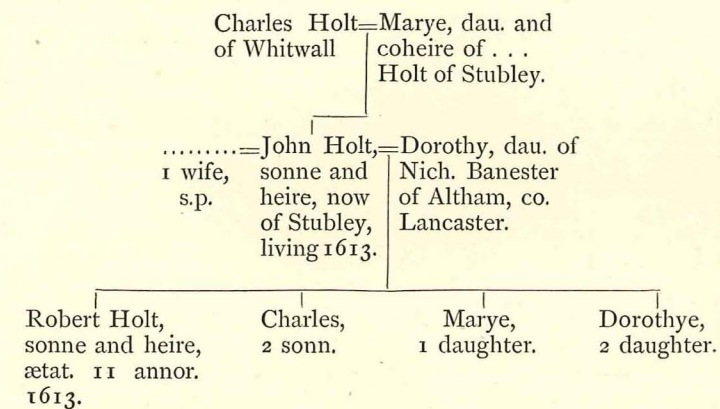 Charles Holt=Marye, dau. and
of Whitwall coheire of . . .
Holt of Stubley.
.........=John Holt,=Dorothy, dau. of
1 wife, sonne and Nich. Banester
s.p. heire, now of Altham, co.
of Stubley, Lancaster.
living 1613.
Robert Holt, Charles, Marye, Dorothye,
sonne and heire, 2 sonn. 1 daughter. 2 daughter.
ætat. 11 annor.
1613.